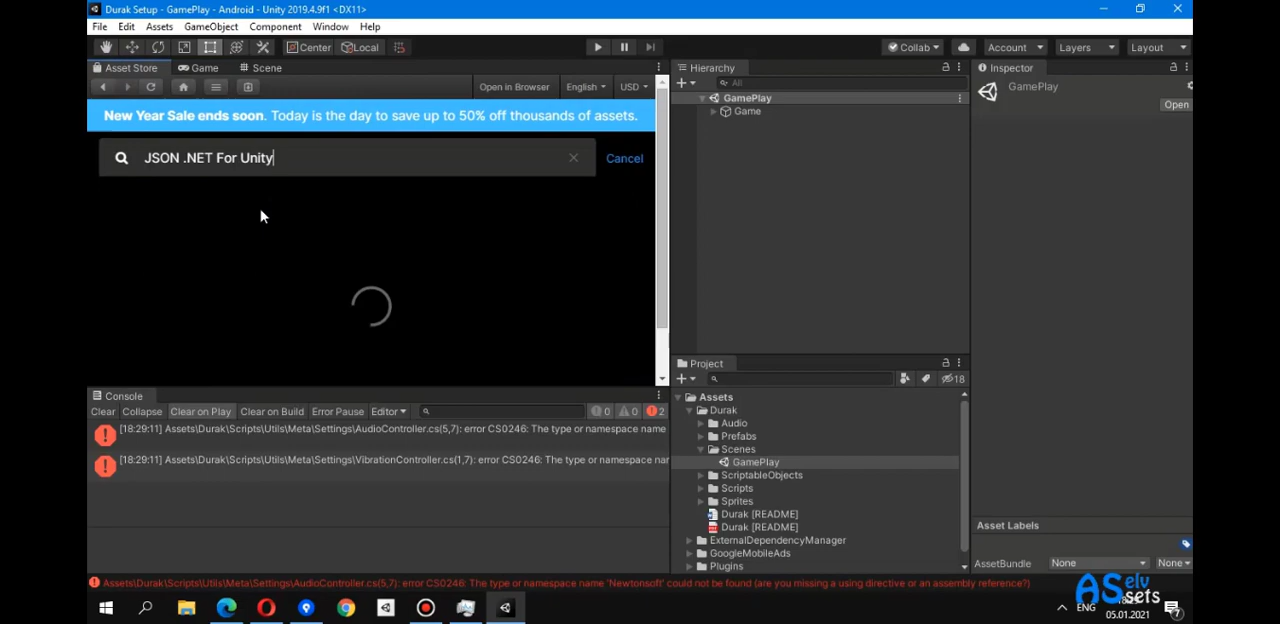 Durak Setup - GamePlay - Android - Unity 2019.4.9f1 <DX11>
File Edit Assets GameObject Component Window Help
Center Local Collab Account Layers Layout
Asset Store Game Scene
Open in Browser English USD
New Year Sale ends soon. Today is the day to save up to 50% off thousands of assets.
JSON .NET For Unity Cancel
Hierarchy
All
GamePlay
Game
Inspector
GamePlay
Open
Console
Clear Collapse Clear on Play Clear on Build Error Pause Editor 0 0 2
[18:29:11] Assets\Durak\Scripts\Utils\Meta\Settings\AudioController.cs(5,7): error CS0246: The type or namespace name
[18:29:11] Assets\Durak\Scripts\Utils\Meta\Settings\VibrationController.cs(1,7): error CS0246: The type or namespace nar
Project
18
Assets
Durak
Audio
Prefabs
Scenes
GamePlay
ScriptableObjects
Scripts
Sprites
Durak [README]
Durak [README]
ExternalDependencyManager
GoogleMobileAds
Plugins
Asset Labels
AssetBundle None None
Assets\Durak\Scripts\Utils\Meta\Settings\AudioController.cs(5,7): error CS0246: The type or namespace name 'Newtonsoft' could not be found (are you missing a using directive or an assembly reference?)
ASelv
Assets
ENG
05.01.2021
7